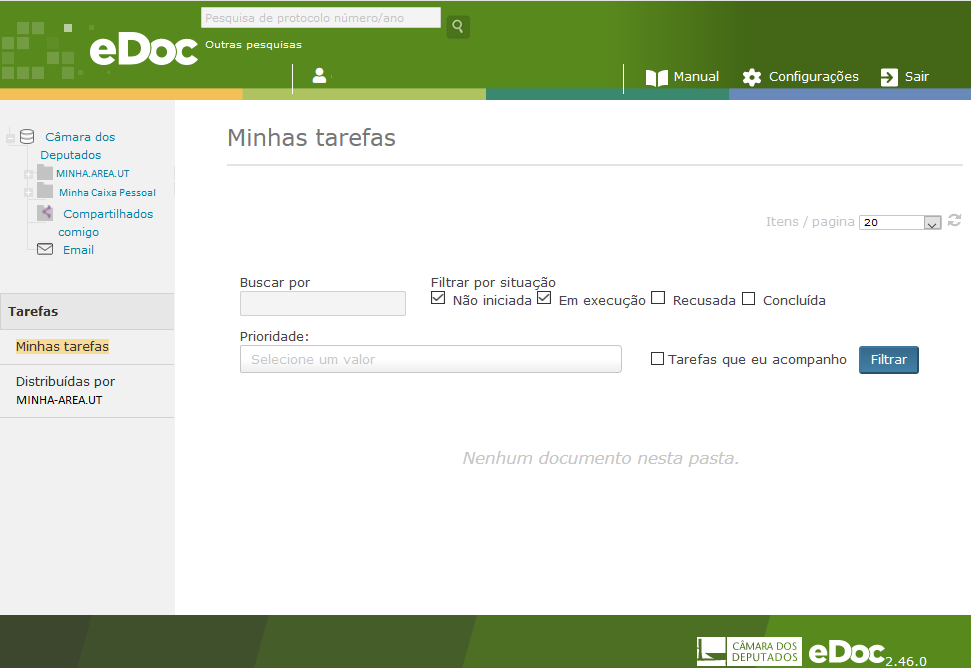 eDoc
Pesquisa de protocolo número/ano
Outras pesquisas
Manual
Configurações
Sair
Câmara dos
Deputados
MINHA.AREA.UT
Minha Caixa Pessoal
Compartilhados
comigo
Email
Tarefas
Minhas tarefas
Distribuídas por
MINHA-AREA.UT
Minhas tarefas
Itens / pagina 20
Buscar por
Filtrar por situação
Não iniciada Em execução Recusada Concluída
Prioridade:
Selecione um valor
Tarefas que eu acompanho
Filtrar
Nenhum documento nesta pasta.
CÂMARA DOS
DEPUTADOS
eDoc 2.46.0